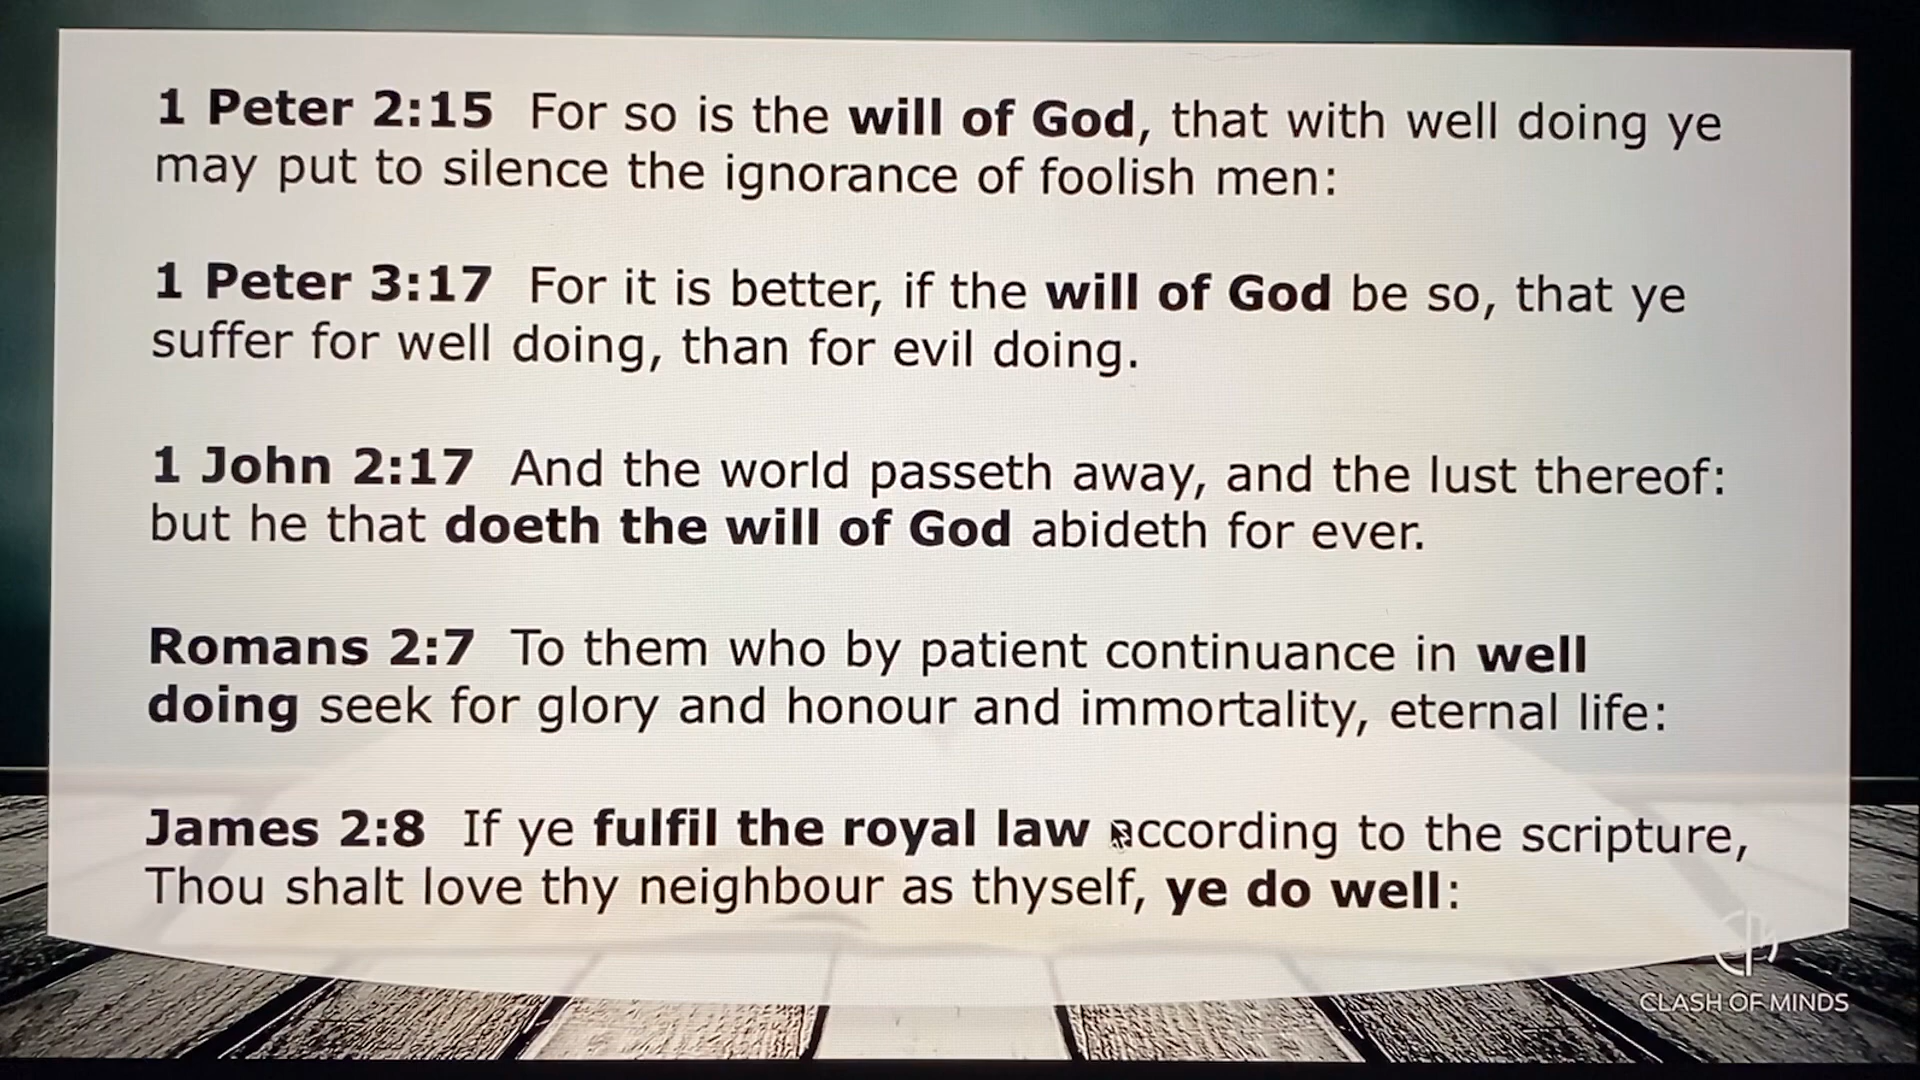 1 Peter 2:15 For so is the will of God, that with well doing ye
may put to silence the ignorance of foolish men:
1 Peter 3:17 For it is better, if the will of God be so, that ye
suffer for well doing, than for evil doing.
1 John 2:17 And the world passeth away, and the lust thereof:
but he that doeth the will of God abideth for ever.
Romans 2:7 To them who by patient continuance in well
doing seek for glory and honour and immortality, eternal life:
James 2:8 If ye fulfil the royal law according to the scripture,
Thou shalt love thy neighbour as thyself, ye do well:
CLASH OF MINDS